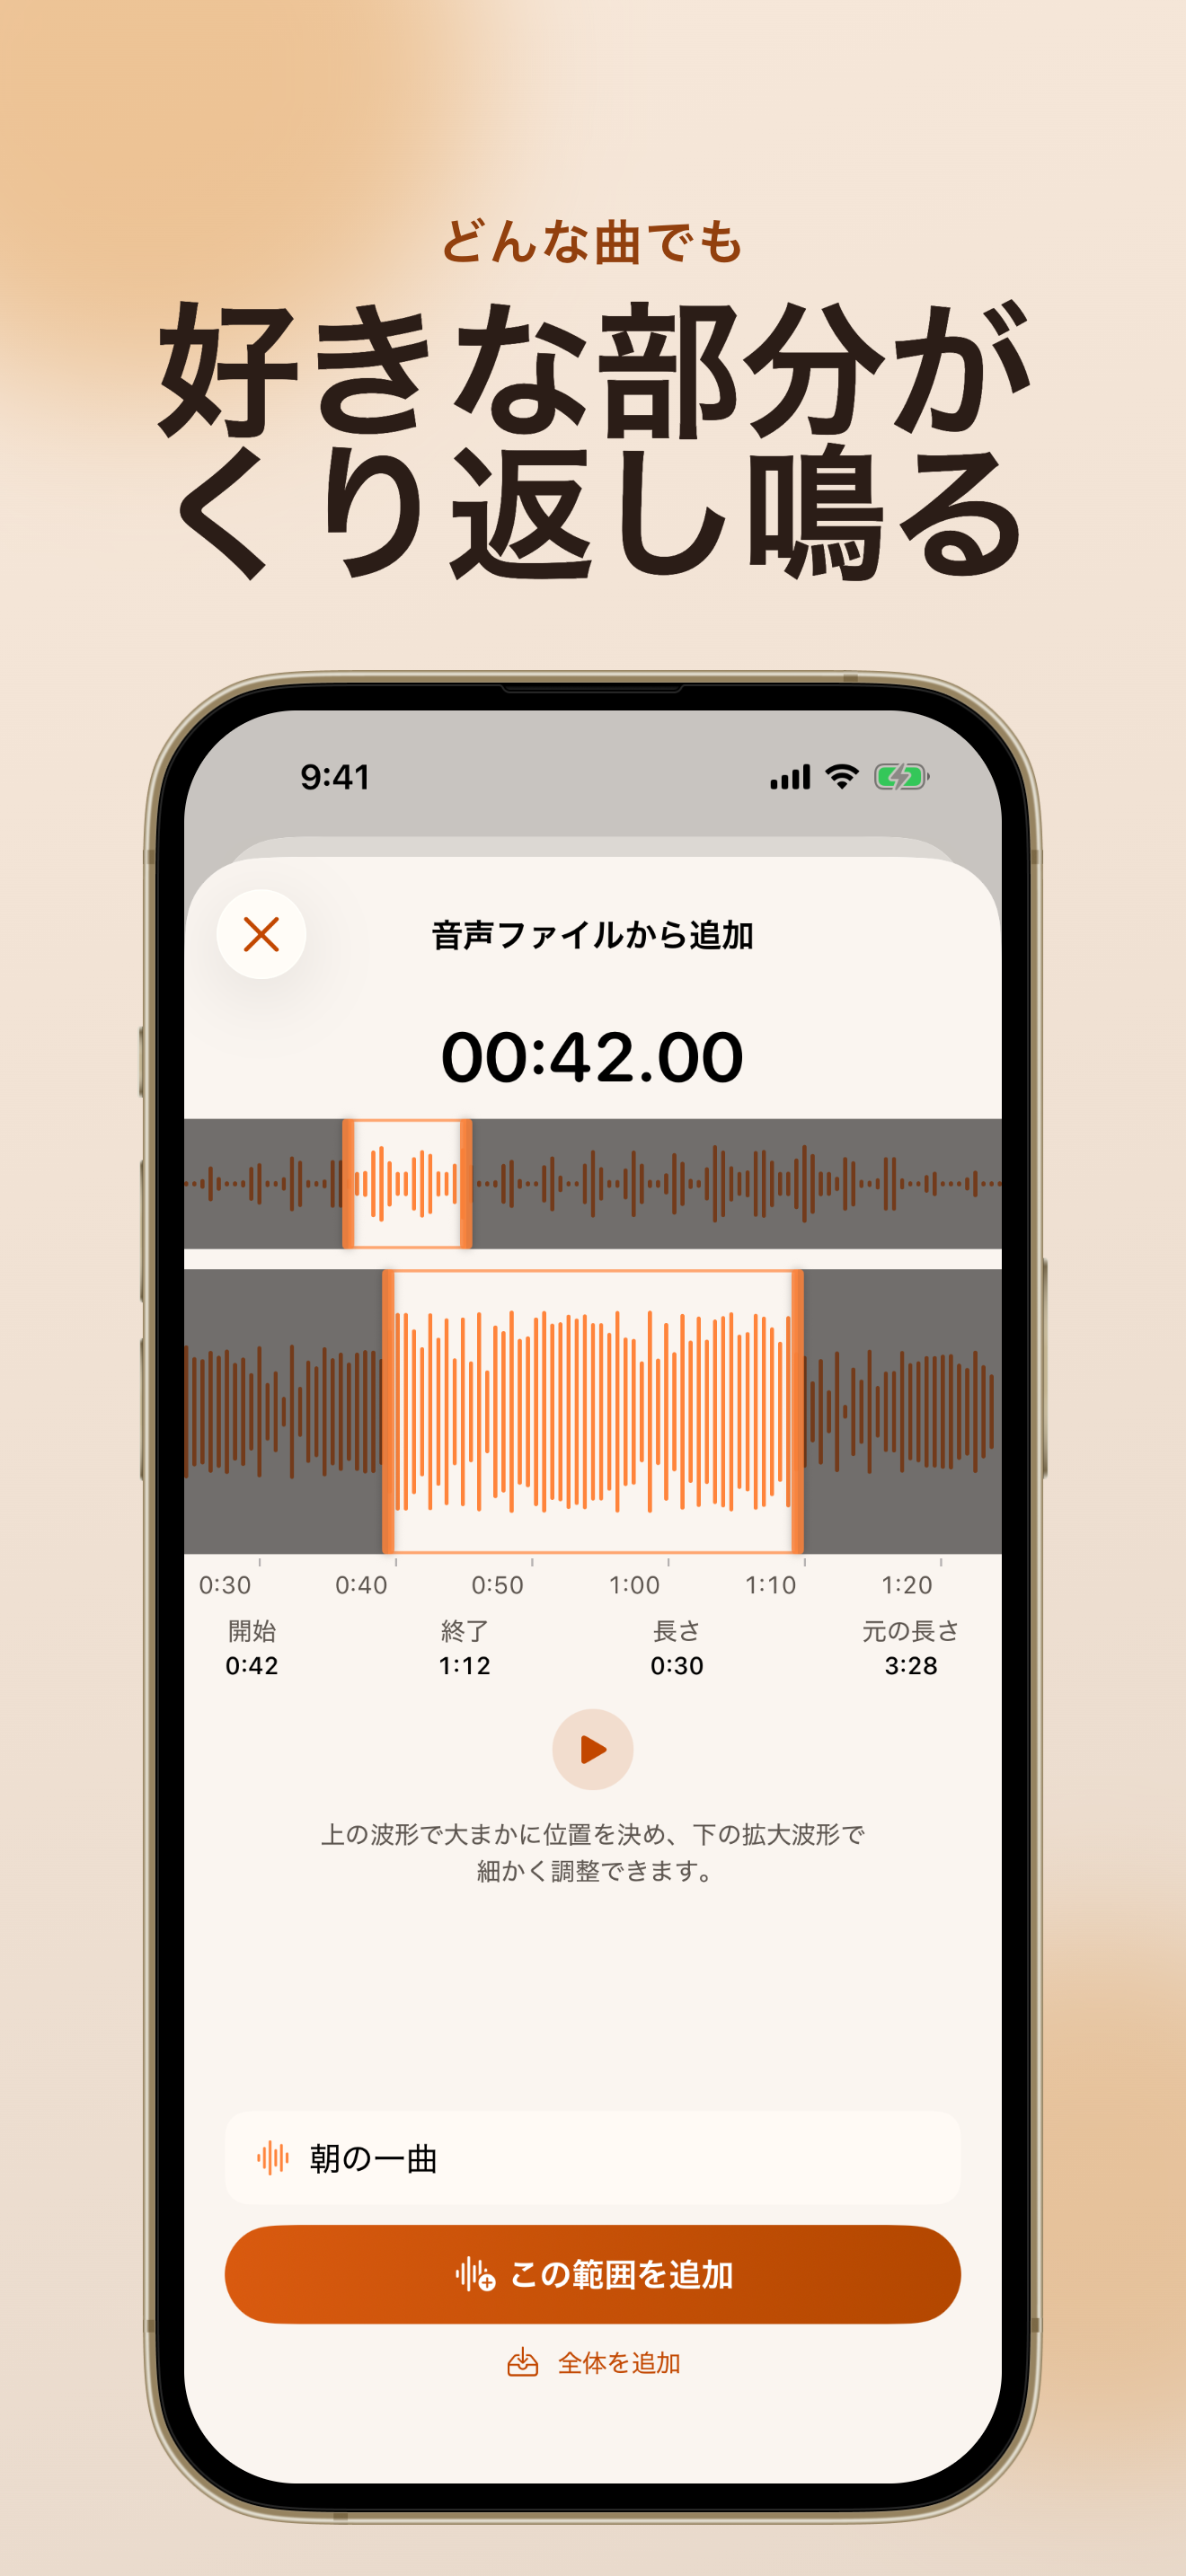 どんな曲でも
好きな部分が
くり返し鳴る
9:41
音声ファイルから追加
00:42.00
0:30 0:40 0:50 1:00 1:10 1:20
開始 終了 長さ 元の長さ
0:42 1:12 0:30 3:28
上の波形で大まかに位置を決め、下の拡大波形で
細かく調整できます。
朝の一曲
この範囲を追加
全体を追加